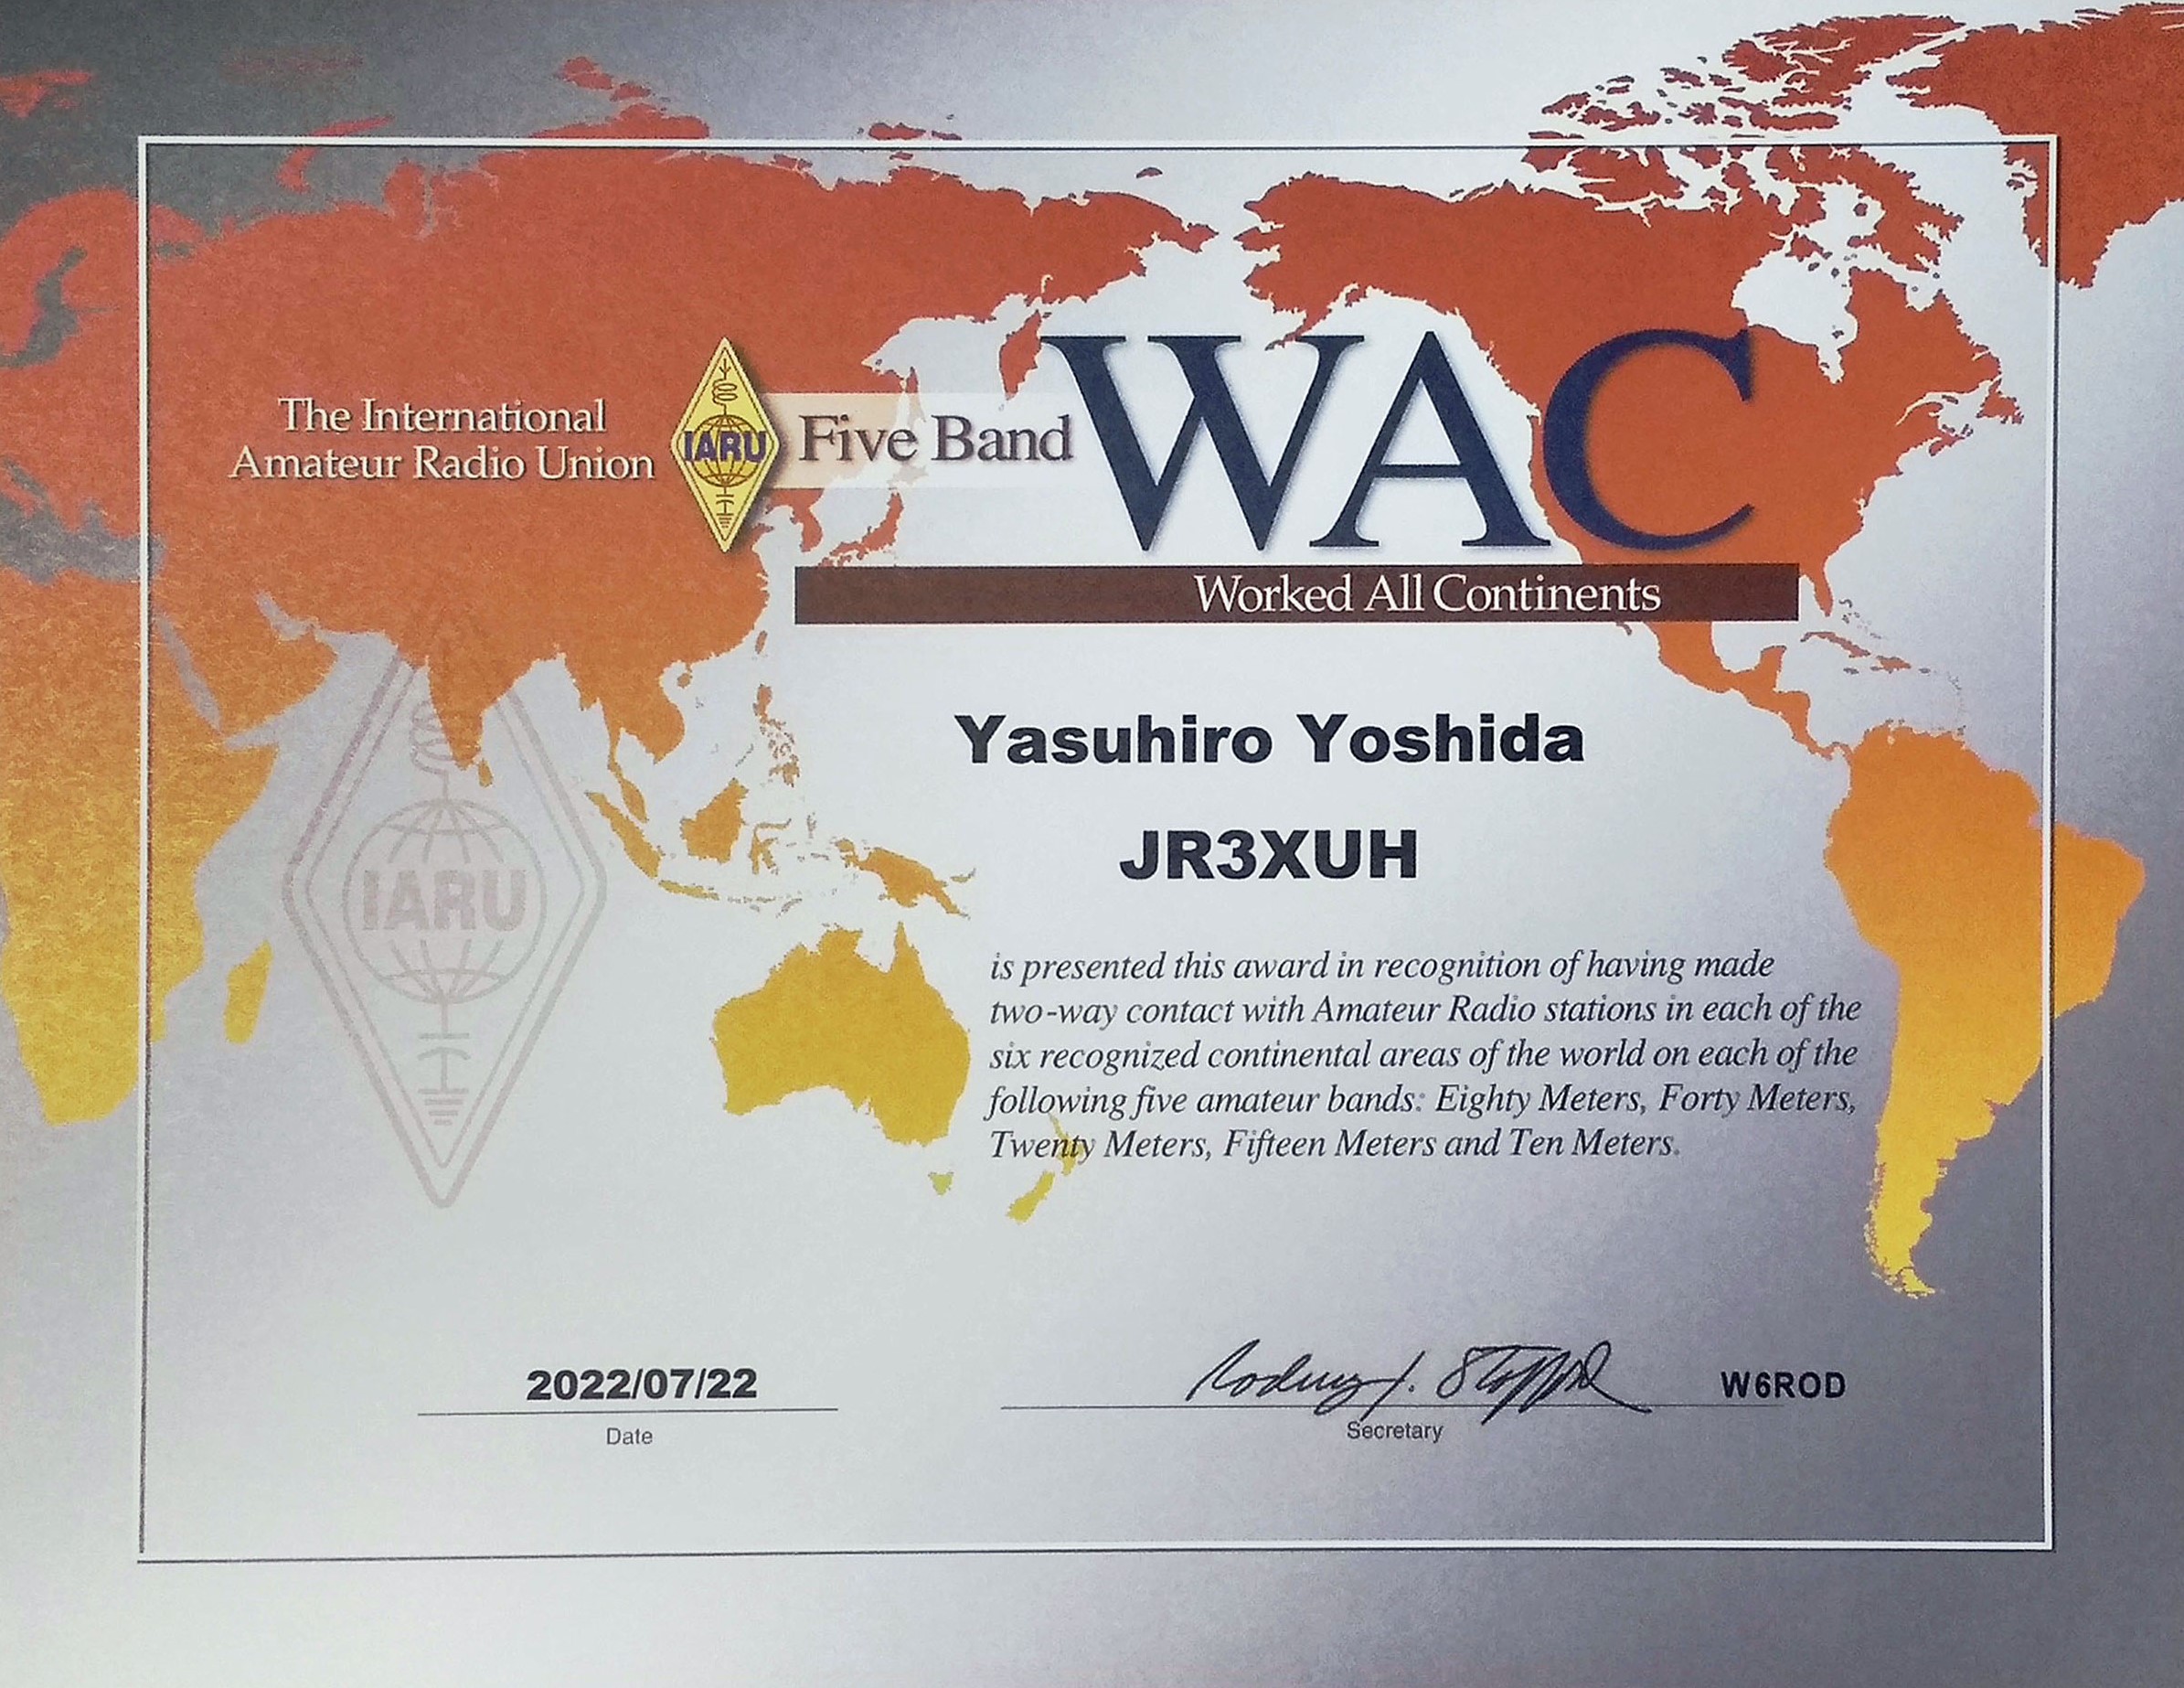 The International
Amateur Radio Union
IARU
Five Band
WAC
Worked All Continents
Yasuhiro Yoshida
JR3XUH
IARU
is presented this award in recognition of having made
two-way contact with Amateur Radio stations in each of the
six recognized continental areas of the world on each of the
following five amateur bands: Eighty Meters, Forty Meters,
Twenty Meters, Fifteen Meters and Ten Meters.
2022/07/22
Date
W6ROD
Secretary